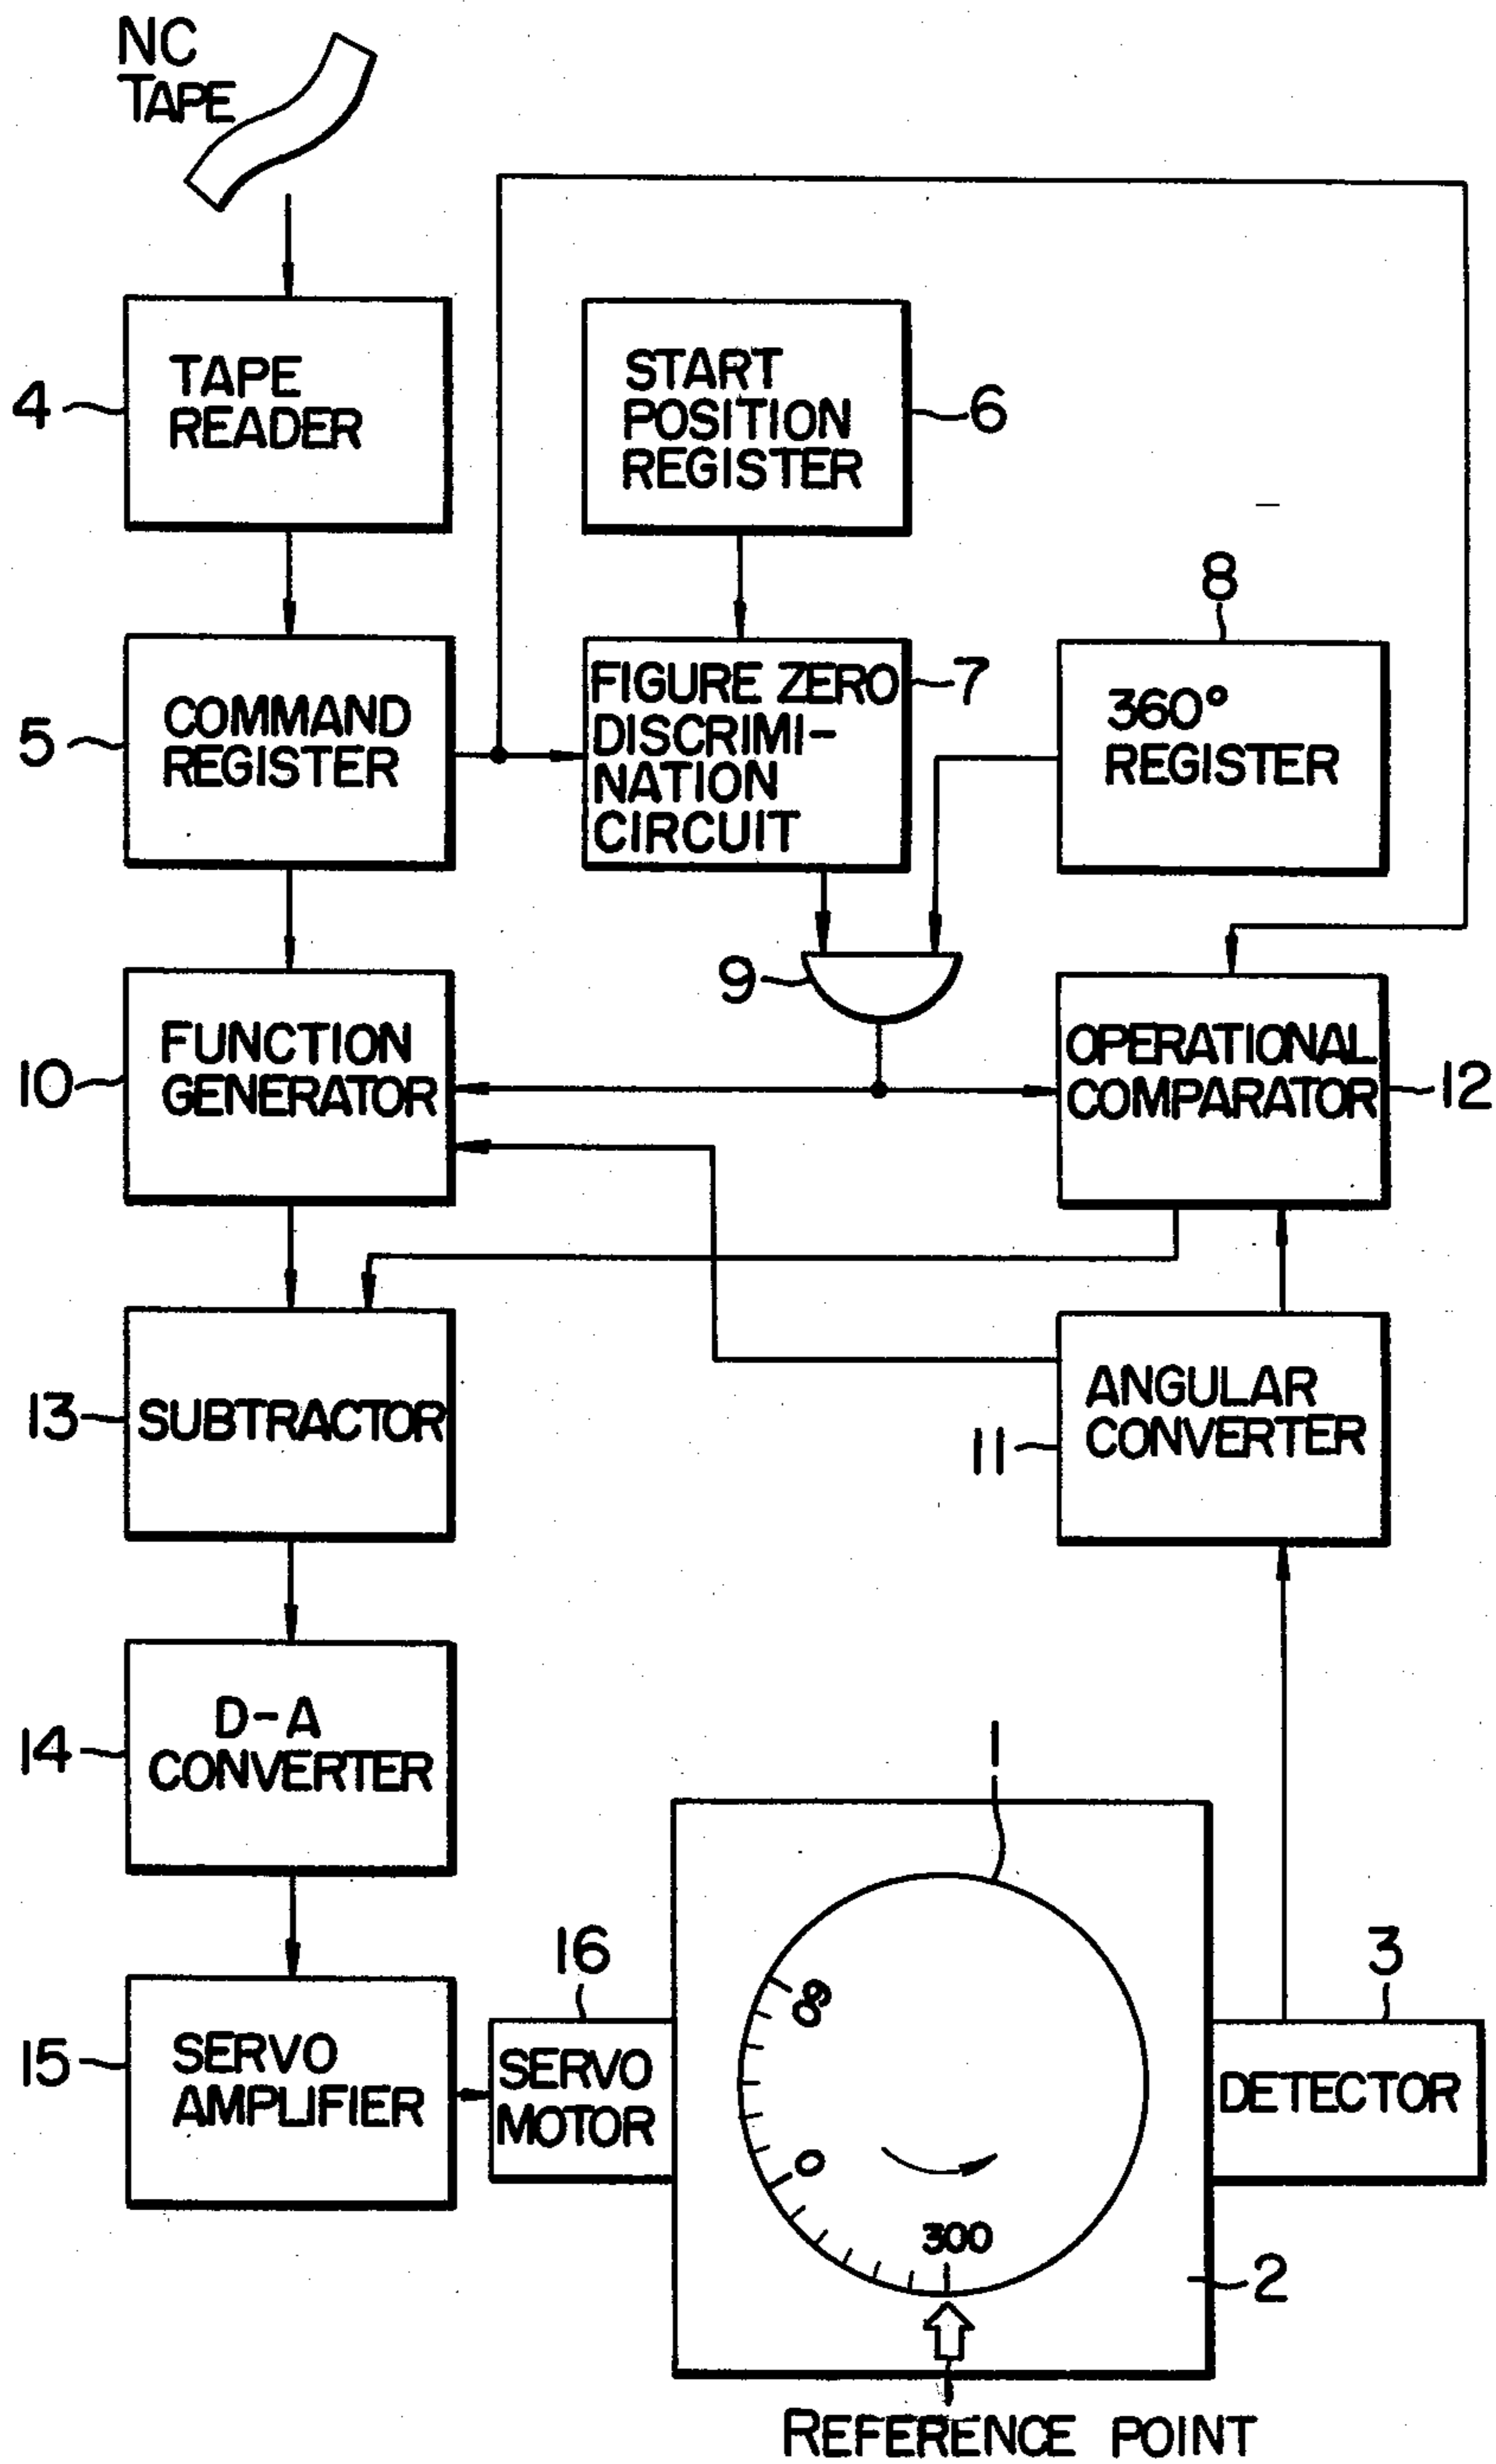 NC
TAPE
4
TAPE
READER
START
POSITION
REGISTER
6
8
5
COMMAND
REGISTER
FIGURE ZERO
DISCRIMI-
NATION
CIRCUIT
7
360°
REGISTER
9
10
FUNCTION
GENERATOR
OPERATIONAL
COMPARATOR
12
13
SUBTRACTOR
11
ANGULAR
CONVERTER
14
D-A
CONVERTER
1
16
3
15
SERVO
AMPLIFIER
SERVO
MOTOR
60
0
300
DETECTOR
2
REFERENCE POINT